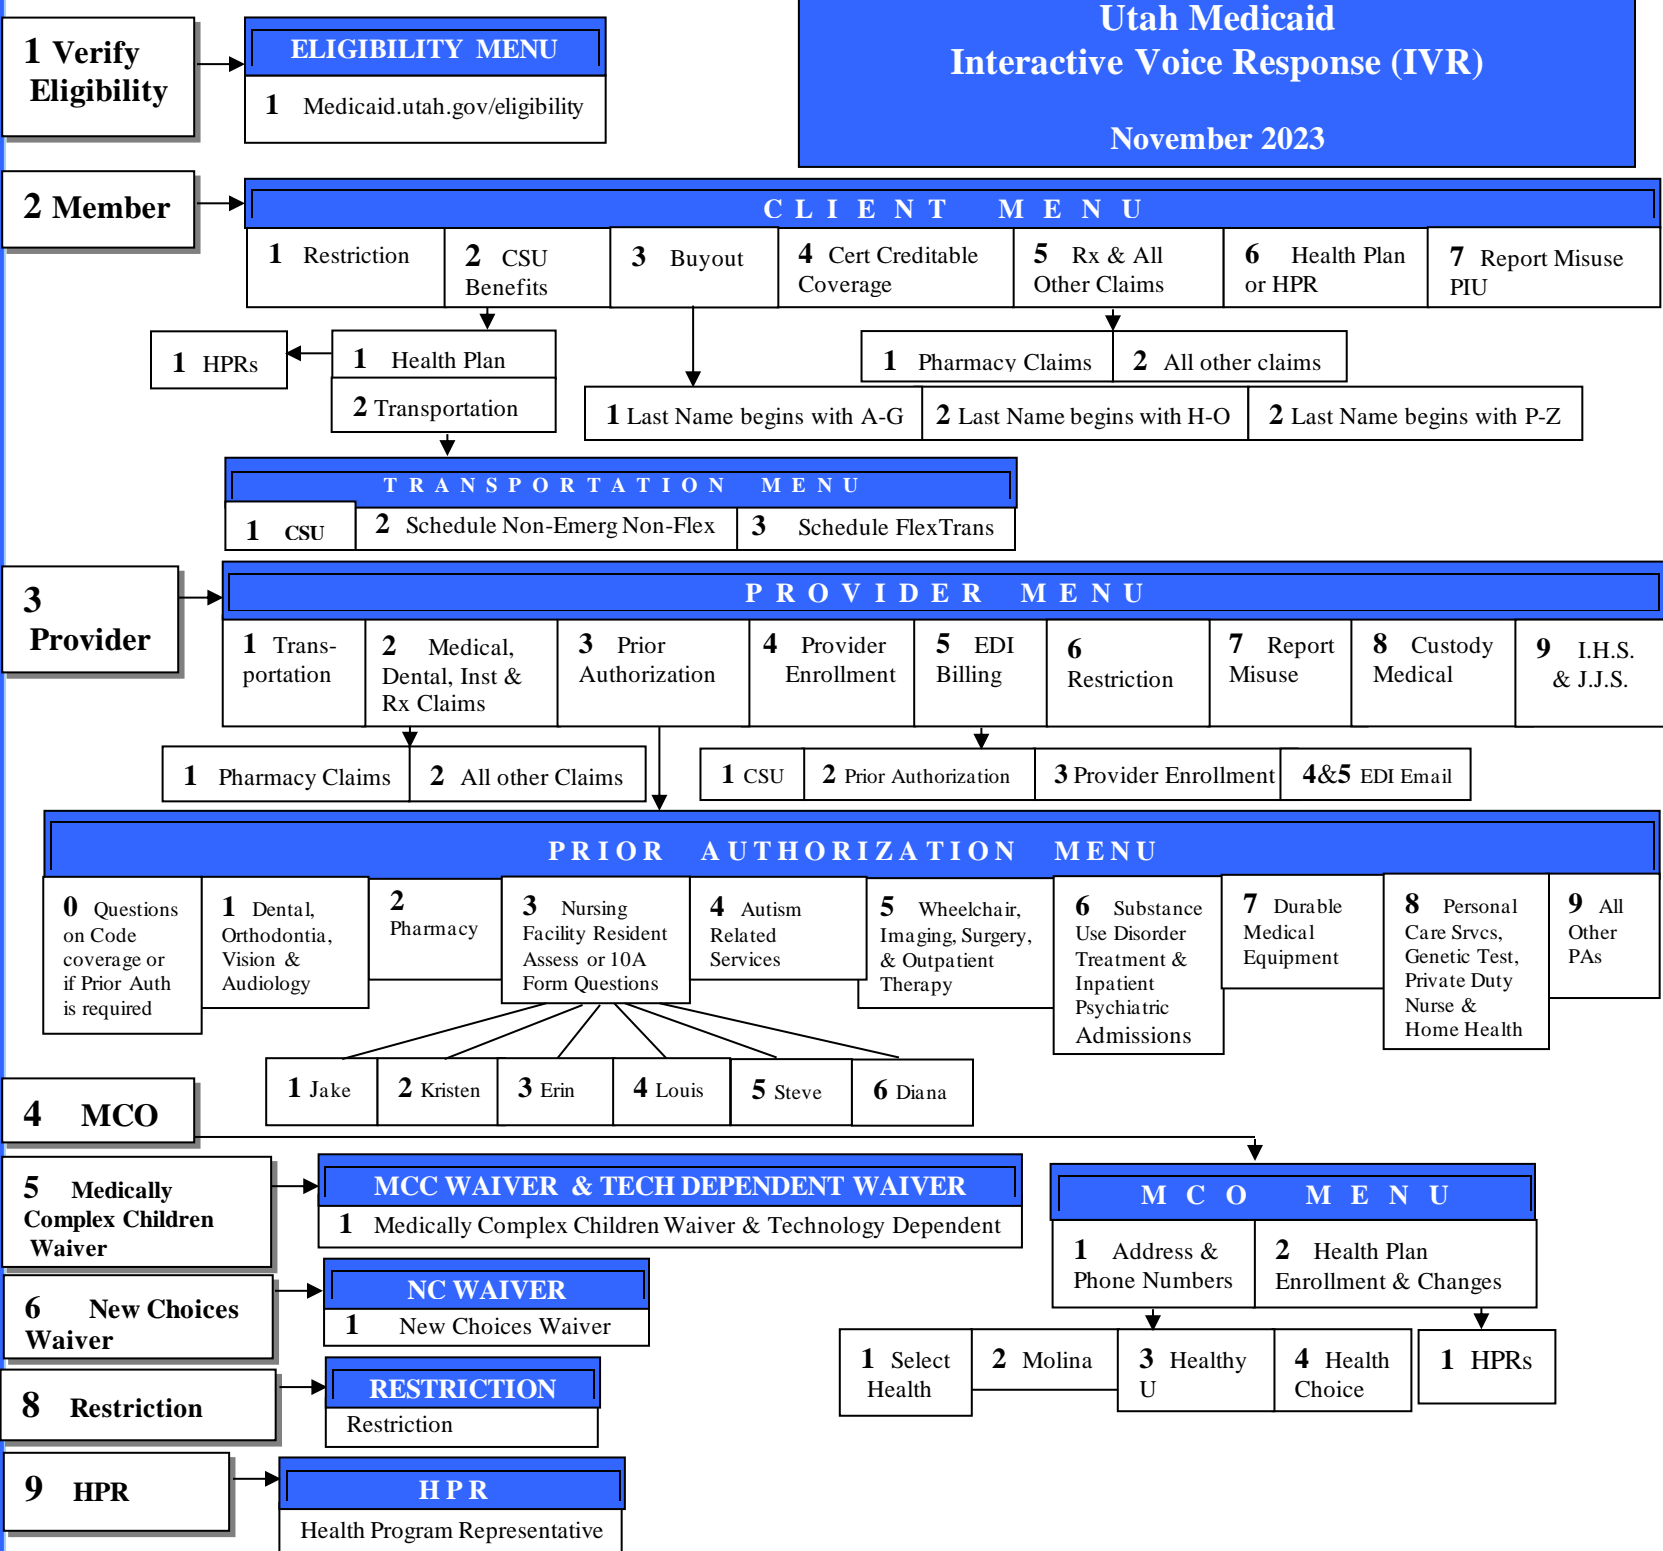 Utah Medicaid
Interactive Voice Response (IVR)
November 2023
1 Verify
Eligibility
ELIGIBILITY MENU
1 Medicaid.utah.gov/eligibility
2 Member
CLIENT MENU
1 Restriction
2 CSU
Benefits
3 Buyout
4 Cert Creditable
Coverage
5 Rx & All
Other Claims
6 Health Plan
or HPR
7 Report Misuse
PIU
1 HPRs
1 Health Plan
2 Transportation
1 Pharmacy Claims
2 All other claims
1 Last Name begins with A-G
2 Last Name begins with H-O
2 Last Name begins with P-Z
TRANSPORTATION MENU
1 CSU
2 Schedule Non-Emerg Non-Flex
3 Schedule FlexTrans
3
Provider
PROVIDER MENU
1 Trans-
portation
2 Medical,
Dental, Inst &
Rx Claims
3 Prior
Authorization
4 Provider
Enrollment
5 EDI
Billing
6
Restriction
7 Report
Misuse
8 Custody
Medical
9 I.H.S.
& J.J.S.
1 Pharmacy Claims
2 All other Claims
1 CSU
2 Prior Authorization
3 Provider Enrollment
4&5 EDI Email
PRIOR AUTHORIZATION MENU
0 Questions
on Code
coverage or
if Prior Auth
is required
1 Dental,
Orthodontia,
Vision &
Audiology
2
Pharmacy
3 Nursing
Facility Resident
Assess or 10A
Form Questions
4 Autism
Related
Services
5 Wheelchair,
Imaging, Surgery,
& Outpatient
Therapy
6 Substance
Use Disorder
Treatment &
Inpatient
Psychiatric
Admissions
7 Durable
Medical
Equipment
8 Personal
Care Srvcs,
Genetic Test,
Private Duty
Nurse &
Home Health
9 All
Other
PAs
1 Jake
2 Kristen
3 Erin
4 Louis
5 Steve
6 Diana
4 MCO
5 Medically
Complex Children
Waiver
MCC WAIVER & TECH DEPENDENT WAIVER
1 Medically Complex Children Waiver & Technology Dependent
MCO MENU
1 Address &
Phone Numbers
2 Health Plan
Enrollment & Changes
6 New Choices
Waiver
NC WAIVER
1 New Choices Waiver
1 Select
Health
2 Molina
3 Healthy
U
4 Health
Choice
1 HPRs
8 Restriction
RESTRICTION
Restriction
9 HPR
HPR
Health Program Representative